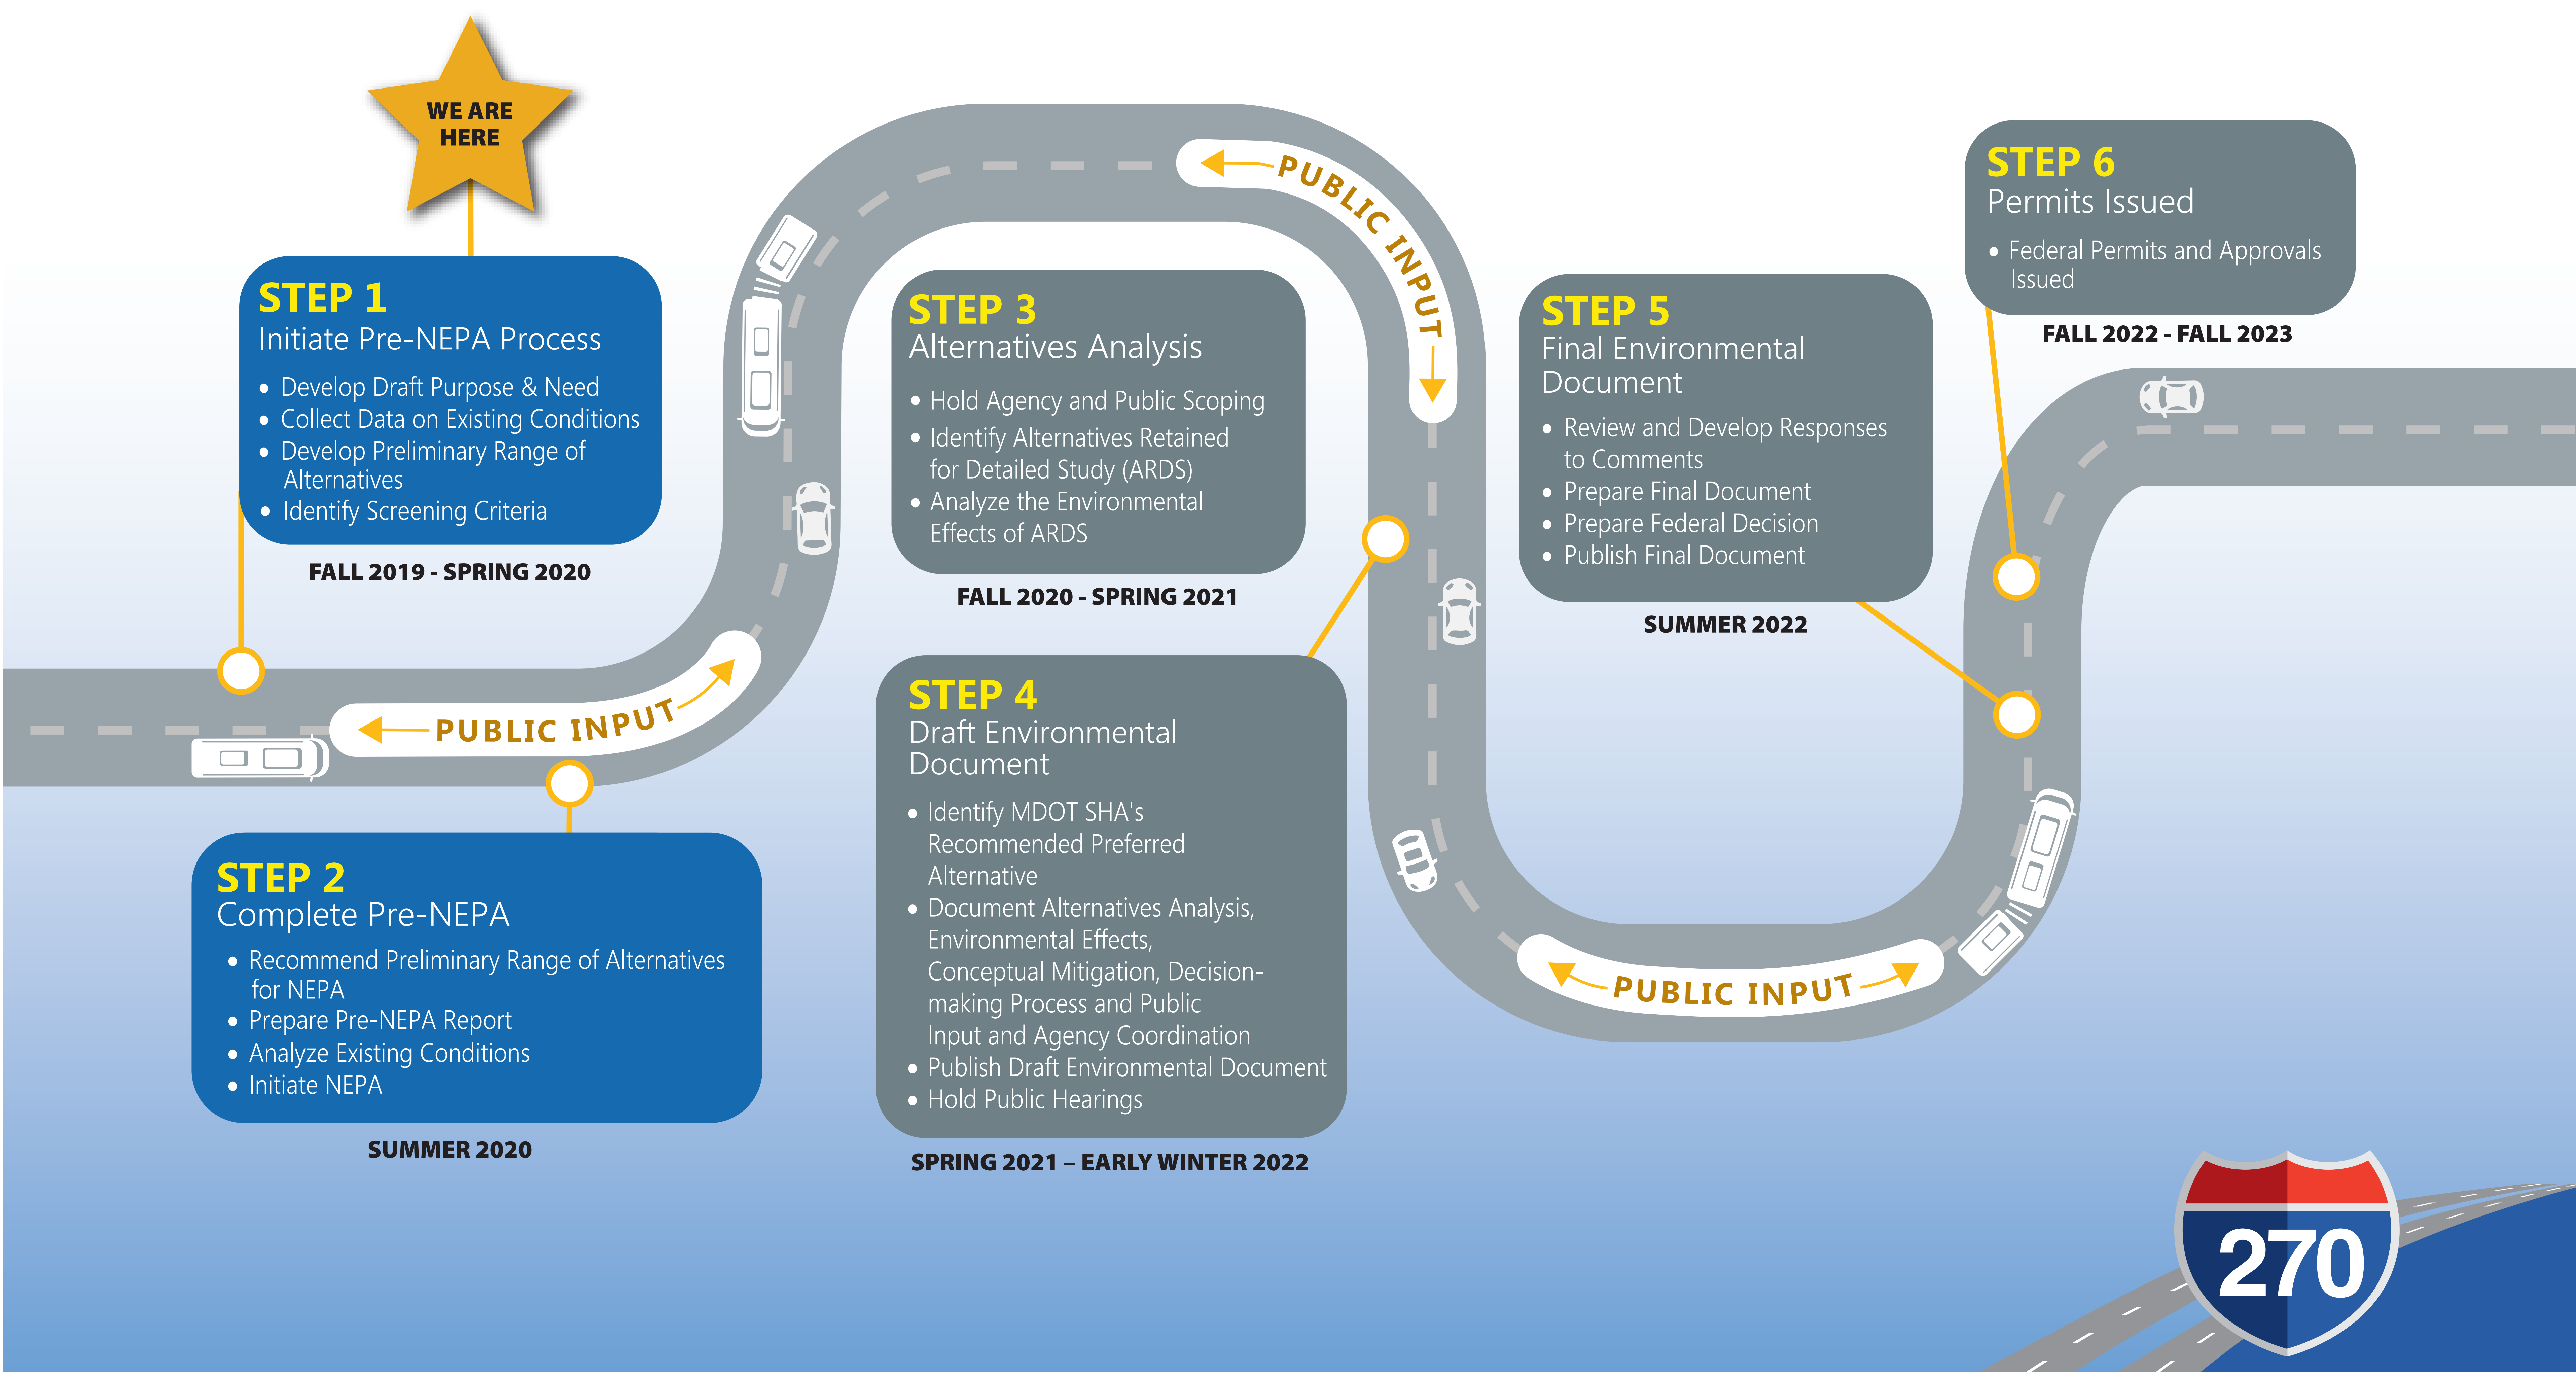 WE ARE
HERE
STEP 1
Initiate Pre-NEPA Process
• Develop Draft Purpose & Need
• Collect Data on Existing Conditions
• Develop Preliminary Range of
Alternatives
• Identify Screening Criteria
FALL 2019 - SPRING 2020
PUBLIC INPUT
STEP 2
Complete Pre-NEPA
• Recommend Preliminary Range of Alternatives
for NEPA
• Prepare Pre-NEPA Report
• Analyze Existing Conditions
• Initiate NEPA
SUMMER 2020
STEP 3
Alternatives Analysis
• Hold Agency and Public Scoping
• Identify Alternatives Retained
for Detailed Study (ARDS)
• Analyze the Environmental
Effects of ARDS
FALL 2020 - SPRING 2021
PUBLIC INPUT
STEP 4
Draft Environmental
Document
• Identify MDOT SHA's
Recommended Preferred
Alternative
• Document Alternatives Analysis,
Environmental Effects,
Conceptual Mitigation, Decision-
making Process and Public
Input and Agency Coordination
• Publish Draft Environmental Document
• Hold Public Hearings
SPRING 2021 – EARLY WINTER 2022
STEP 5
Final Environmental
Document
• Review and Develop Responses
to Comments
• Prepare Final Document
• Prepare Federal Decision
• Publish Final Document
SUMMER 2022
PUBLIC INPUT
STEP 6
Permits Issued
• Federal Permits and Approvals
Issued
FALL 2022 - FALL 2023
270